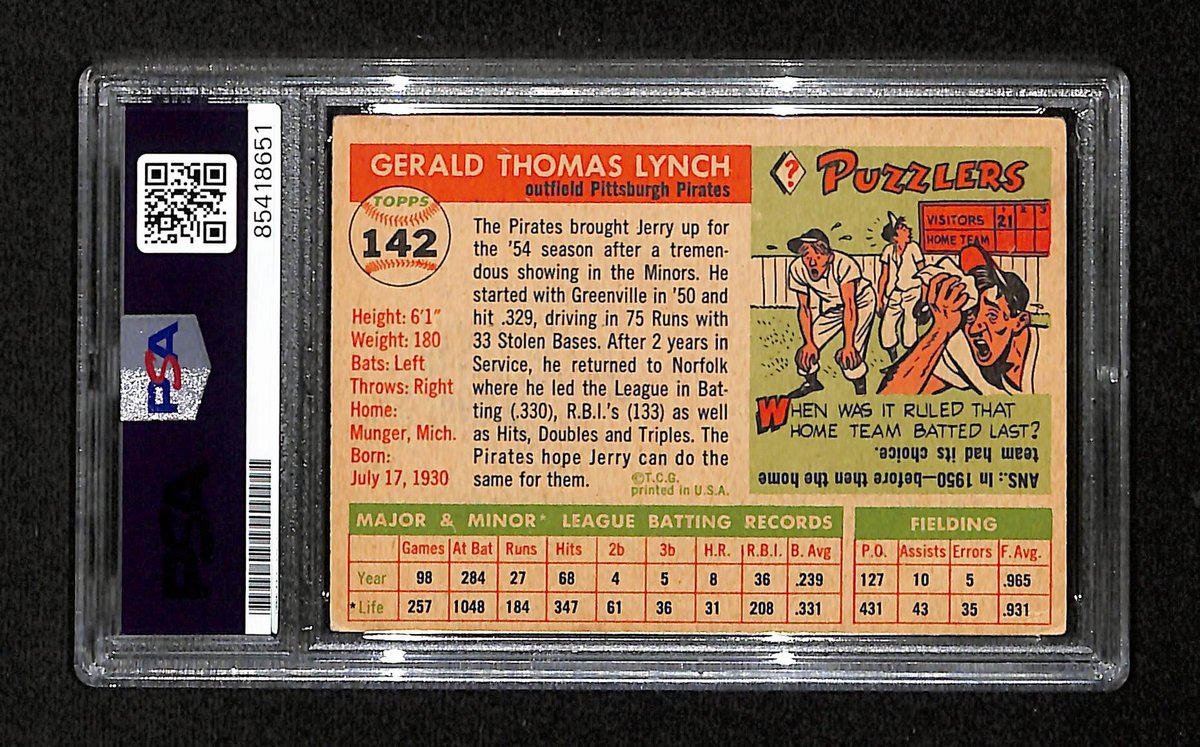 85418651
PSA
PSA
GERALD THOMAS LYNCH
outfield Pittsburgh Pirates
TOPPS
142
Height: 6'1"
Weight: 180
Bats: Left
Throws: Right
Home:
Munger, Mich.
Born:
July 17, 1930
The Pirates brought Jerry up for
the '54 season after a tremen-
dous showing in the Minors. He
started with Greenville in '50 and
hit .329, driving in 75 Runs with
33 Stolen Bases. After 2 years in
Service, he returned to Norfolk
where he led the League in Bat-
ting (.330), R.B.I.'s (133) as well
as Hits, Doubles and Triples. The
Pirates hope Jerry can do the
same for them.
©T.C.G.
printed in U.S.A.
? PUZZLERS
1 2 3
VISITORS 21
HOME TEAM
WHEN WAS IT RULED THAT
HOME TEAM BATTED LAST?
ANS.: In 1950—before then the home
team had its choice.
MAJOR & MINOR* LEAGUE BATTING RECORDS
Games At Bat Runs Hits 2b 3b H.R. R.B.I. B. Avg
Year 98 284 27 68 4 5 8 36 .239
*Life 257 1048 184 347 61 36 31 208 .331
FIELDING
P.O. Assists Errors F. Avg.
127 10 5 .965
431 43 35 .931